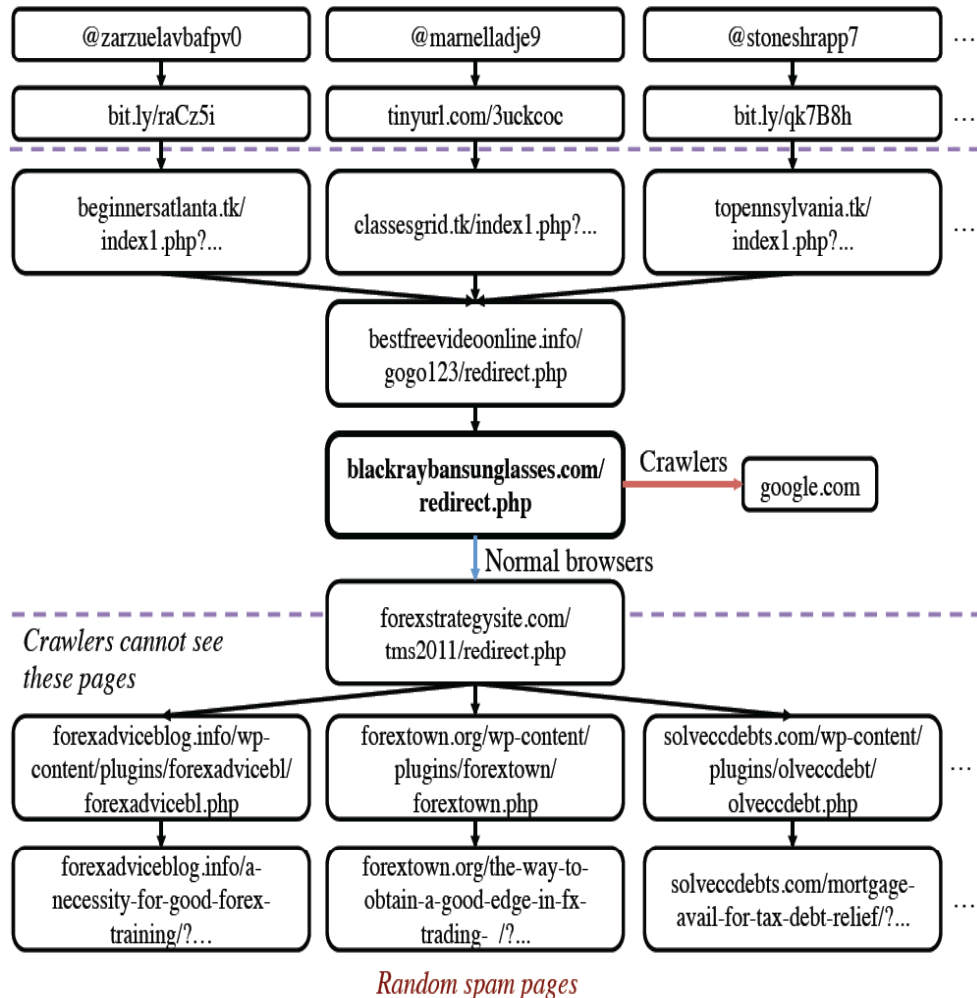 @zarzuelavbafpv0
@marnelladje9
@stoneshrapp7
...
bit.ly/raCz5i
tinyurl.com/3uckcoc
bit.ly/qk7B8h
...
beginnersatlanta.tk/
index1.php?...
classesgrid.tk/index1.php?...
topennsylvania.tk/
index1.php?...
...
bestfreevideoonline.info/
gogo123/redirect.php
blackraybansunglasses.com/
redirect.php
Crawlers
google.com
Normal browsers
forexstrategysite.com/
tms2011/redirect.php
Crawlers cannot see
these pages
forexadviceblog.info/wp-
content/plugins/forexadvicebl/
forexadvicebl.php
forextown.org/wp-content/
plugins/forextown/
forextown.php
solveccdebts.com/wp-content/
plugins/olveccdebt/
olveccdebt.php
...
forexadviceblog.info/a-
necessity-for-good-forex-
training/?...
forextown.org/the-way-to-
obtain-a-good-edge-in-fx-
trading- /?...
solveccdebts.com/mortgage-
avail-for-tax-debt-relief/?...
...
Random spam pages